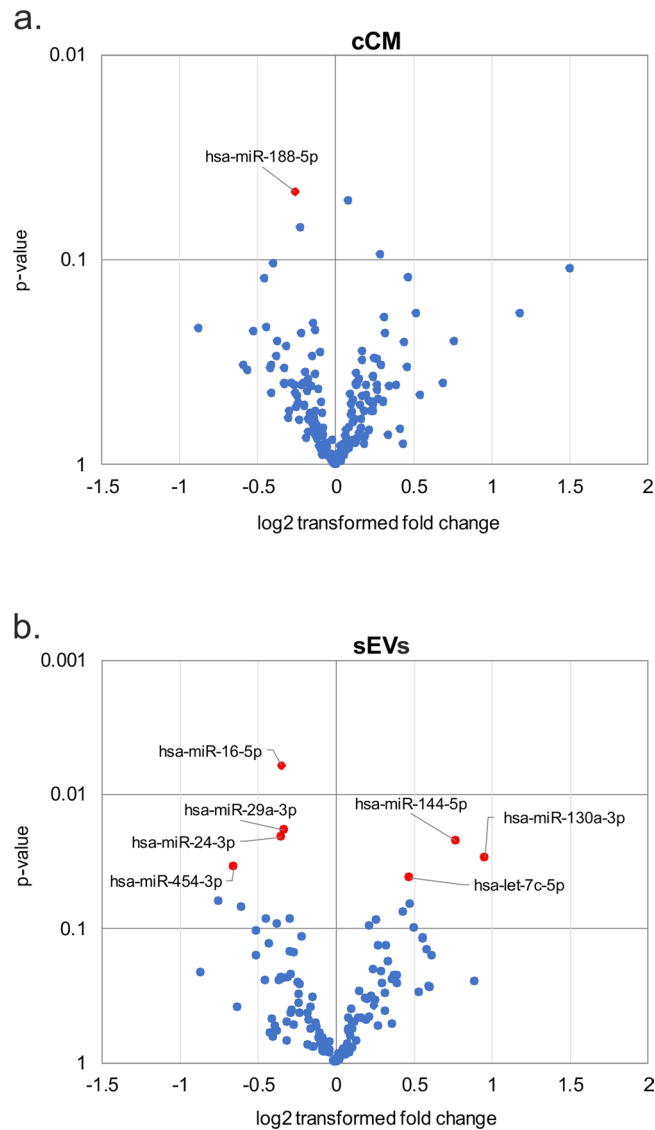 a.
cCM
0.01
hsa-miR-188-5p
0.1
p-value
1
-1.5 -1 -0.5 0 0.5 1 1.5 2
log2 transformed fold change
b.
sEVs
0.001
hsa-miR-16-5p
0.01
hsa-miR-29a-3p
hsa-miR-144-5p
hsa-miR-130a-3p
hsa-miR-24-3p
p-value
hsa-miR-454-3p
hsa-let-7c-5p
0.1
1
-1.5 -1 -0.5 0 0.5 1 1.5 2
log2 transformed fold change